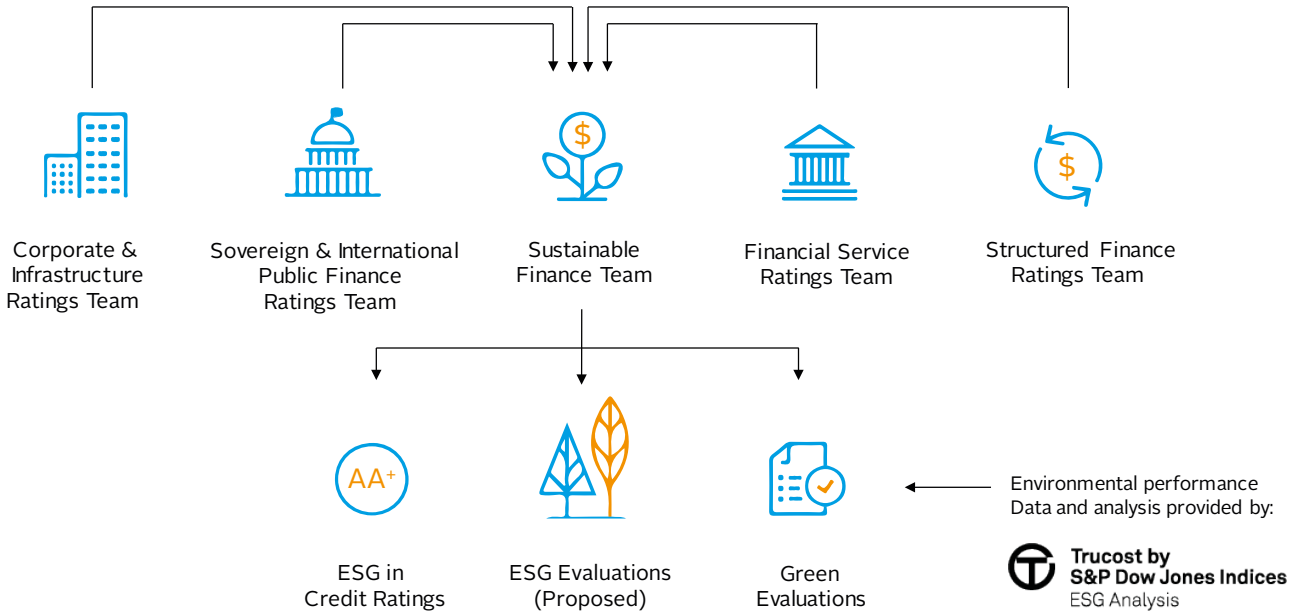 $
$
Corporate &
Infrastructure
Ratings Team
Sovereign & International
Public Finance
Ratings Team
Sustainable
Finance Team
Financial Service
Ratings Team
Structured Finance
Ratings Team
AA+
Environmental performance
Data and analysis provided by:
Trucost by
S&P Dow Jones Indices
ESG Analysis
ESG in
Credit Ratings
ESG Evaluations
(Proposed)
Green
Evaluations